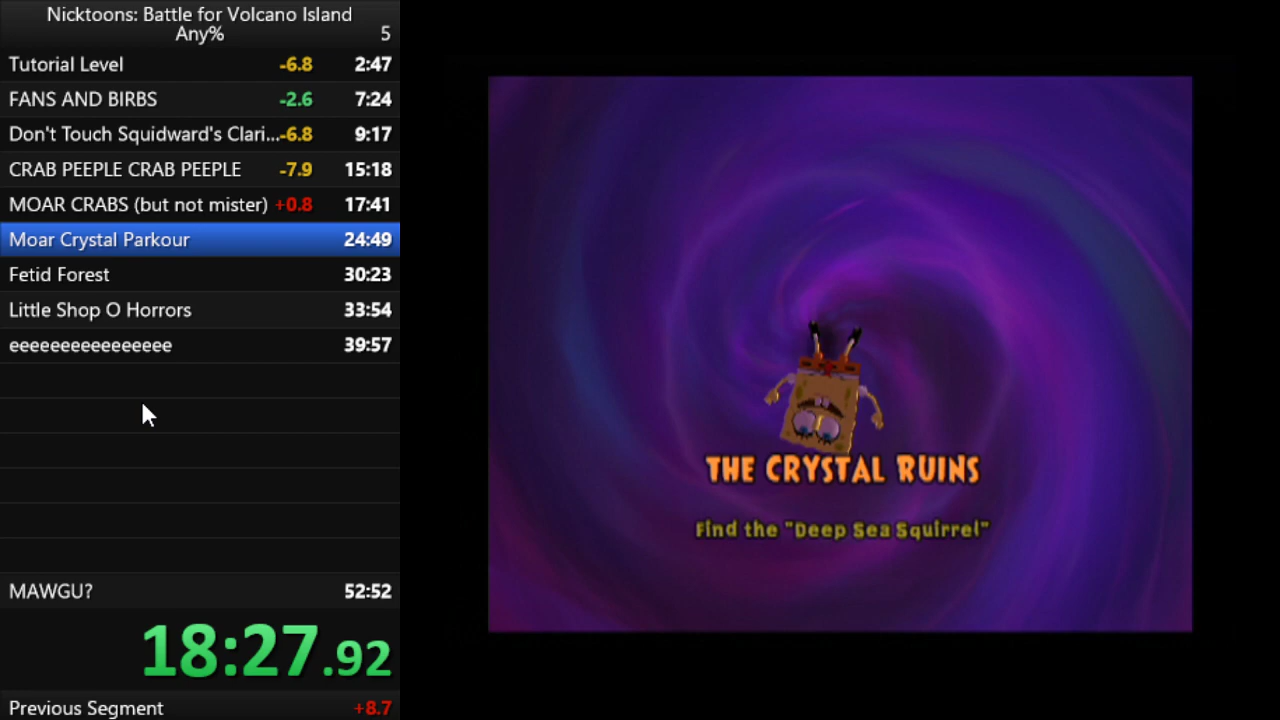 Nicktoons: Battle for Volcano Island
Any% 5
Tutorial Level -6.8 2:47
FANS AND BIRBS -2.6 7:24
Don't Touch Squidward's Clari... -6.8 9:17
CRAB PEEPLE CRAB PEEPLE -7.9 15:18
MOAR CRABS (but not mister) +0.8 17:41
Moar Crystal Parkour 24:49
Fetid Forest 30:23
Little Shop O Horrors 33:54
eeeeeeeeeeeeeeee 39:57
MAWGU? 52:52
18:27.92
Previous Segment +8.7
THE CRYSTAL RUINS
Find the "Deep Sea Squirrel"